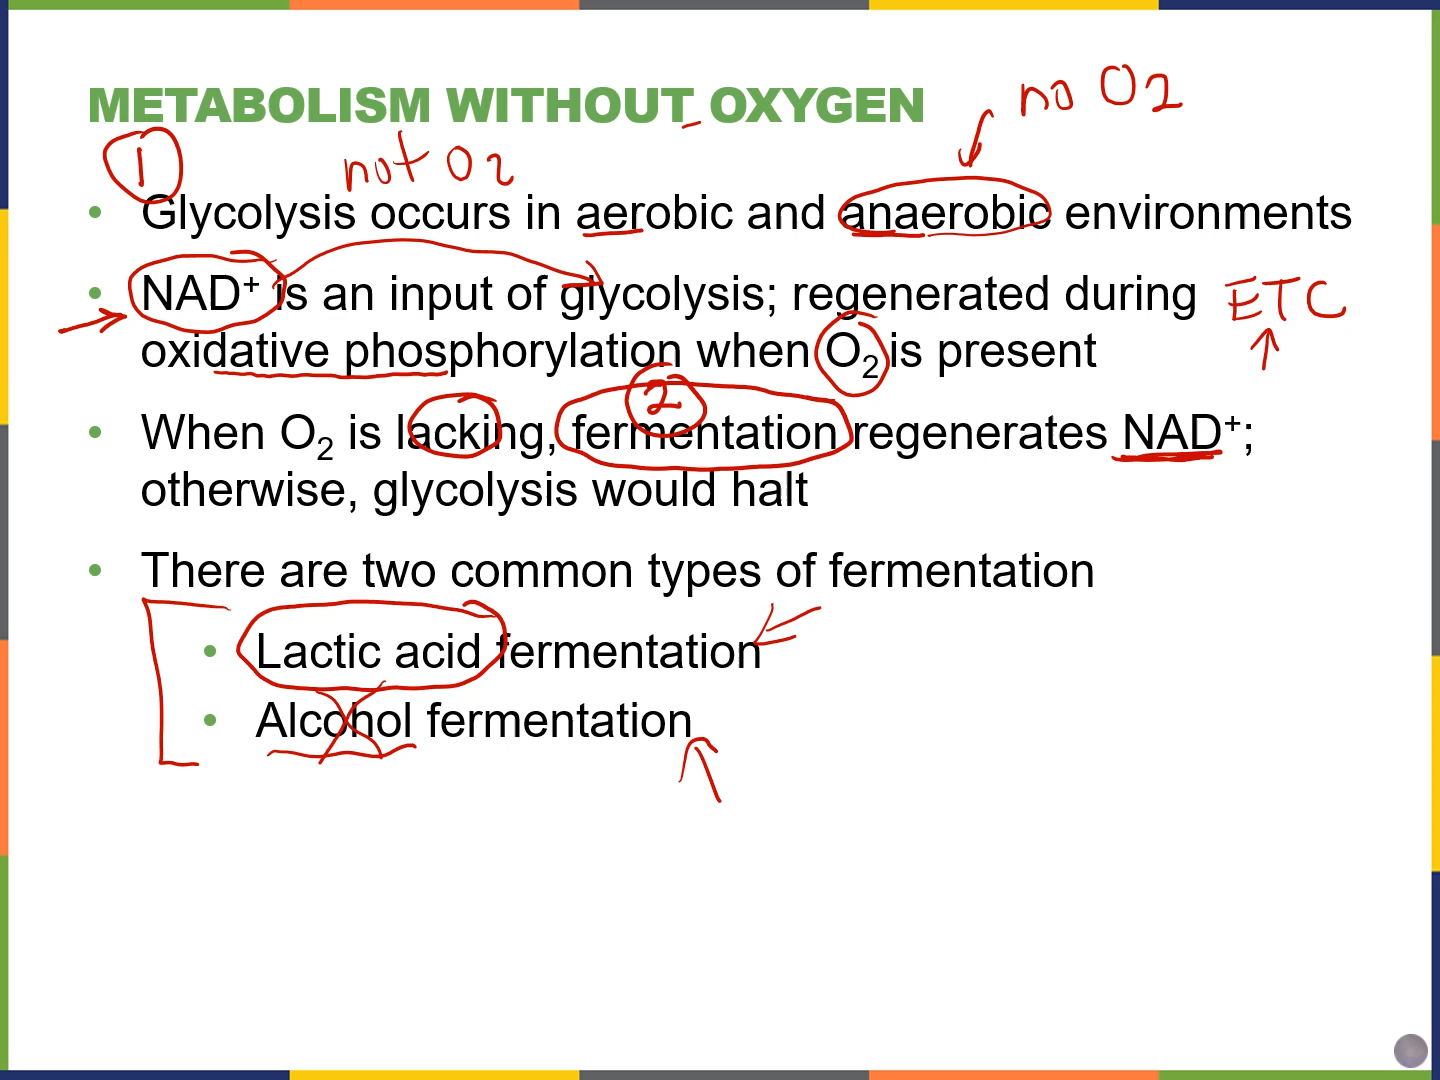 METABOLISM WITHOUT OXYGEN
no O2
1
not O2
• Glycolysis occurs in aerobic and anaerobic environments
• NAD⁺ is an input of glycolysis; regenerated during
ETC
oxidative phosphorylation when O₂ is present
2
• When O₂ is lacking, fermentation regenerates NAD⁺;
otherwise, glycolysis would halt
• There are two common types of fermentation
• Lactic acid fermentation
• Alcohol fermentation